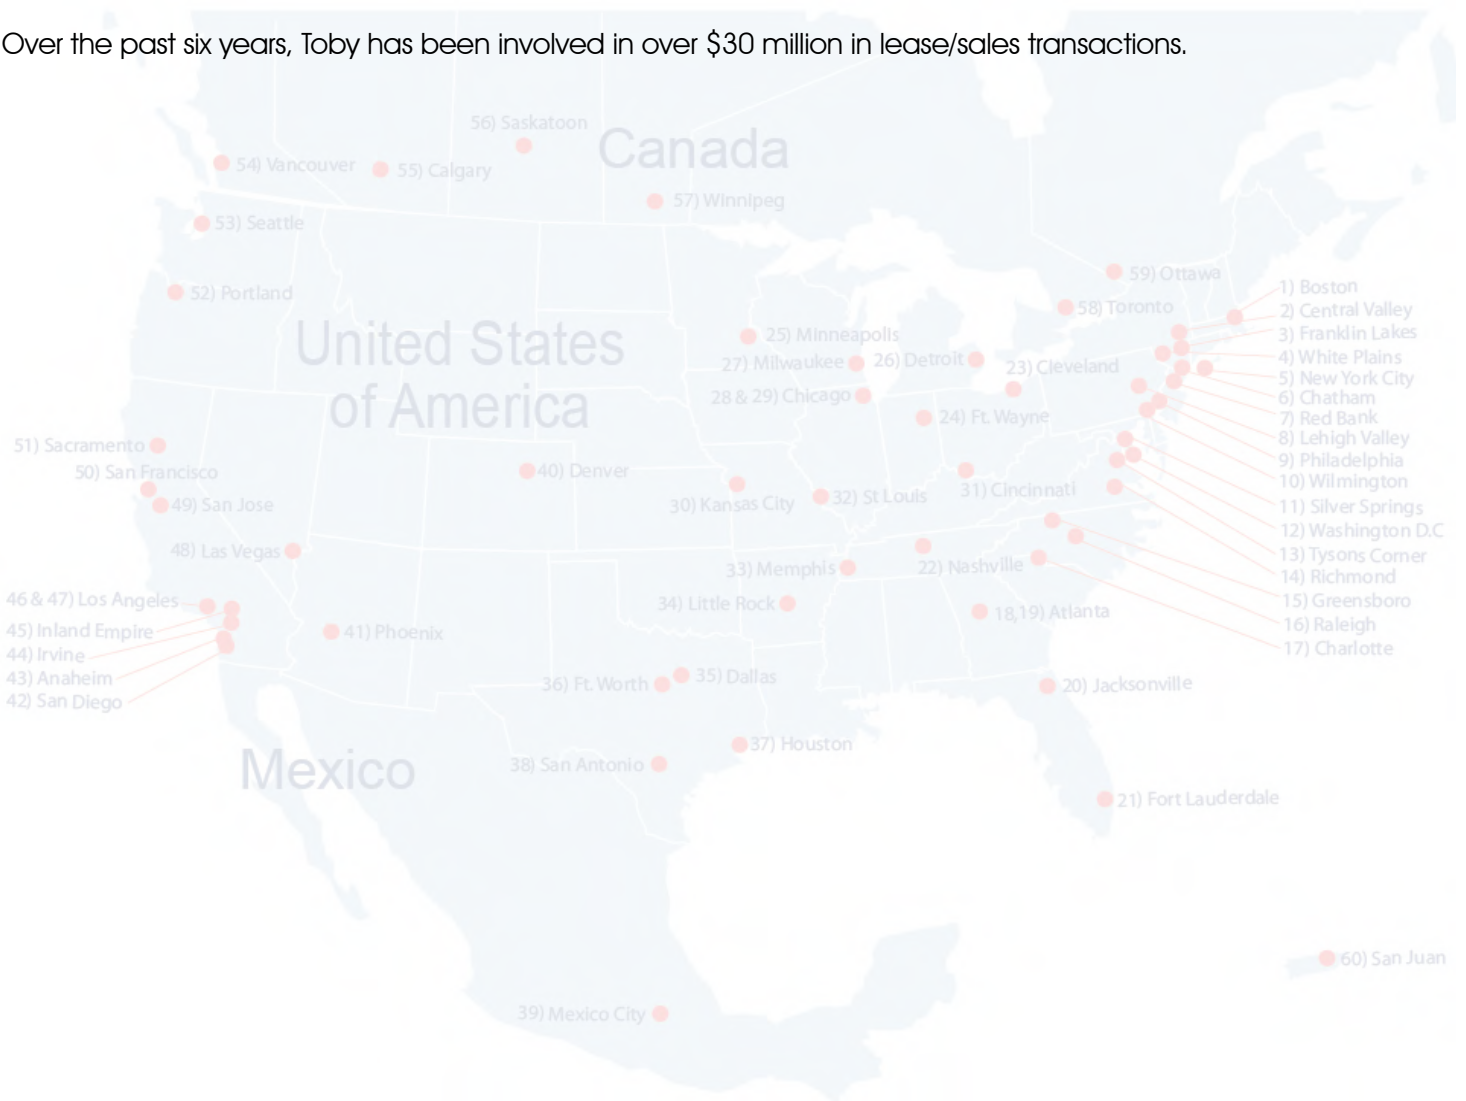 Over the past six years, Toby has been involved in over $30 million in lease/sales transactions.
56) Saskatoon
Canada
54) Vancouver
55) Calgary
57) Winnipeg
53) Seattle
59) Ottawa
52) Portland
58) Toronto
1) Boston
2) Central Valley
3) Franklin Lakes
4) White Plains
5) New York City
6) Chatham
7) Red Bank
8) Lehigh Valley
9) Philadelphia
10) Wilmington
11) Silver Springs
12) Washington D.C
13) Tysons Corner
14) Richmond
15) Greensboro
16) Raleigh
17) Charlotte
United States
of America
25) Minneapolis
27) Milwaukee
26) Detroit
23) Cleveland
28 & 29) Chicago
24) Ft. Wayne
51) Sacramento
50) San Francisco
49) San Jose
40) Denver
30) Kansas City
32) St Louis
31) Cincinnati
48) Las Vegas
33) Memphis
22) Nashville
46 & 47) Los Angeles
45) Inland Empire
44) Irvine
43) Anaheim
42) San Diego
41) Phoenix
34) Little Rock
18,19) Atlanta
36) Ft. Worth
35) Dallas
20) Jacksonville
Mexico
38) San Antonio
37) Houston
21) Fort Lauderdale
60) San Juan
39) Mexico City